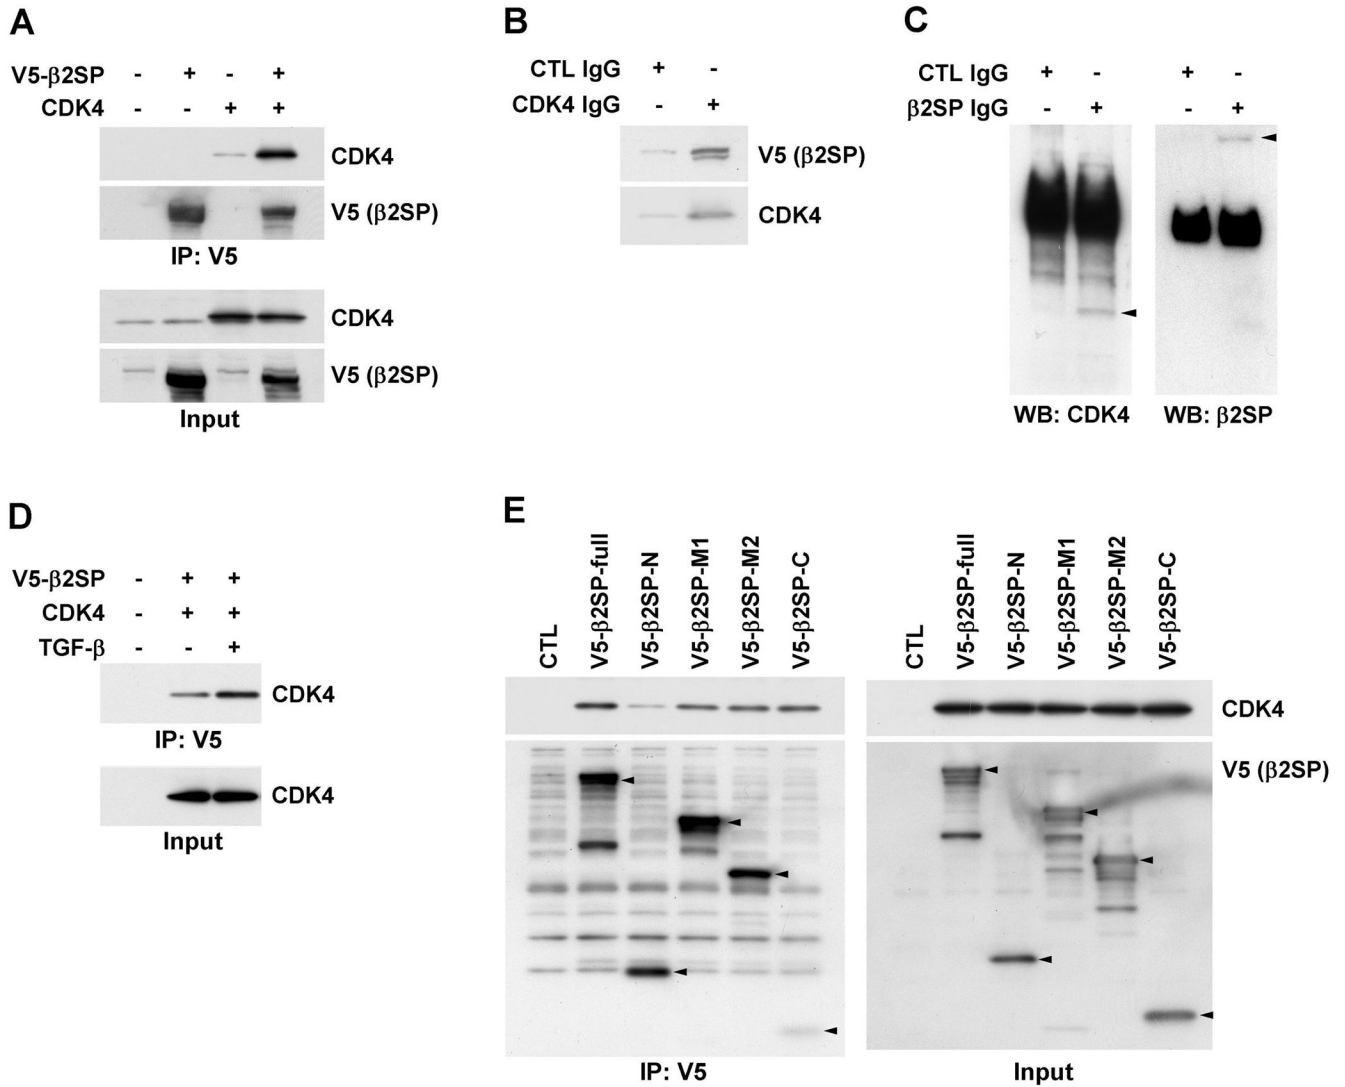 A
V5-β2SP - + - +
CDK4 - - + +
CDK4
V5 (β2SP)
IP: V5
CDK4
V5 (β2SP)
Input
B
CTL IgG + -
CDK4 IgG - +
V5 (β2SP)
CDK4
C
CTL IgG + - + -
β2SP IgG - + - +
WB: CDK4 WB: β2SP
D
V5-β2SP - + +
CDK4 - + +
TGF-β - - +
CDK4
IP: V5
CDK4
Input
E
CTL
V5-β2SP-full
V5-β2SP-N
V5-β2SP-M1
V5-β2SP-M2
V5-β2SP-C
CTL
V5-β2SP-full
V5-β2SP-N
V5-β2SP-M1
V5-β2SP-M2
V5-β2SP-C
CDK4
V5 (β2SP)
IP: V5
Input